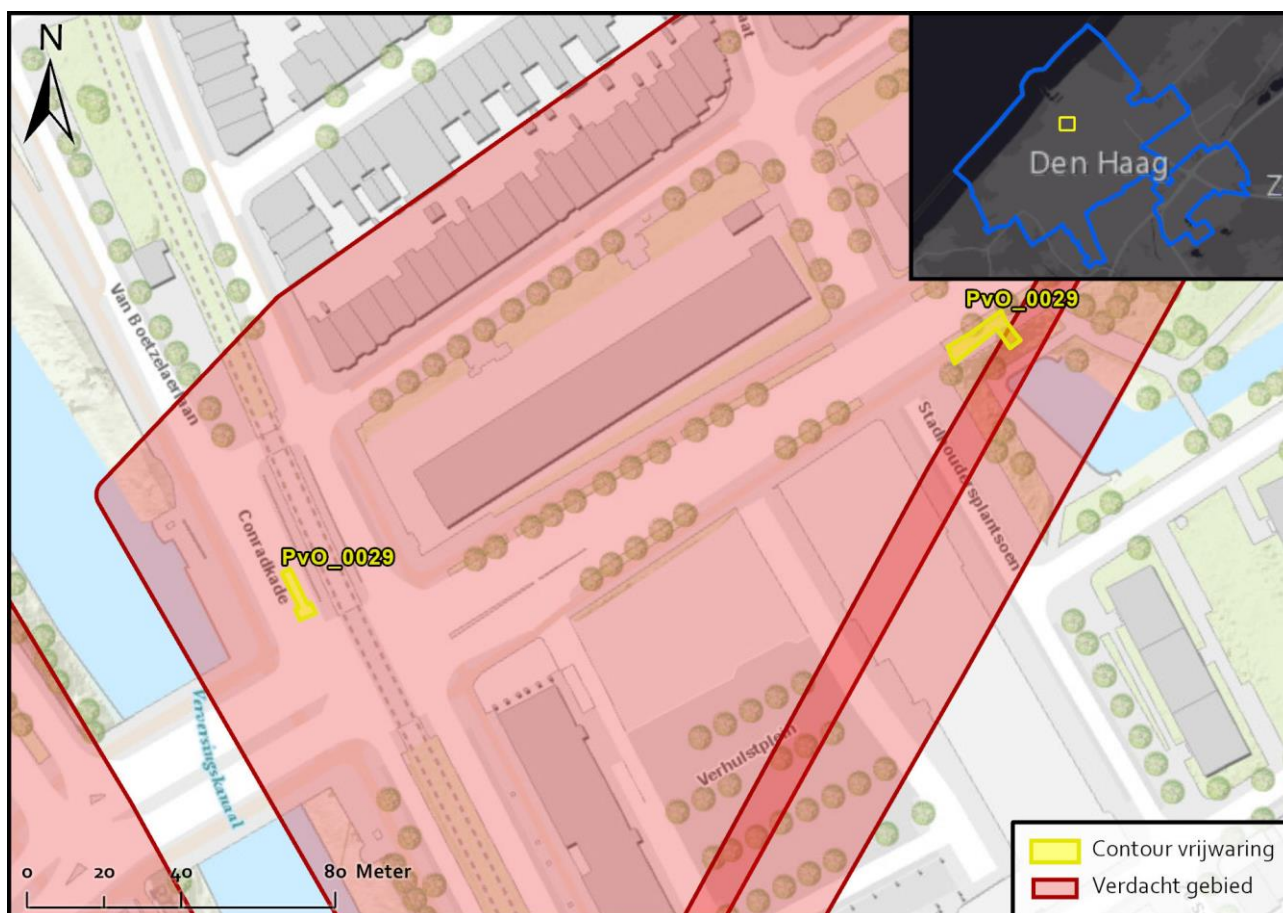 N
aat
Den Haag
Z
PvO_0029
Van Boetzelaerlaan
Stadhoudersplantsoen
Conradkade
PvO_0029
Verhulstplein
Verversingskanaal
0 20 40 80 Meter
Contour vrijwaring
Verdacht gebied